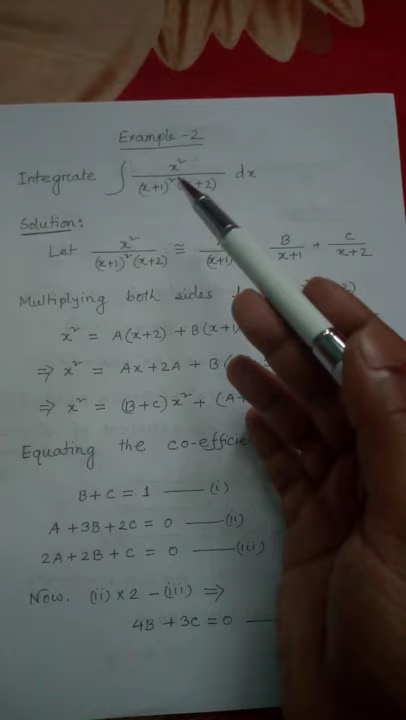 Example-2
Integrate ∫ x²/(x+1)²(x+2) dx
Solution:
Let x²/(x+1)²(x+2) ≡ /(x+1) B/x+1 + C/x+2
Multiplying both sides
x² = A(x+2) + B(x+1
⇒ x² = Ax+2A + B(
⇒ x² = (B+C)x² + (A+
Equating the co-effici
B+C = 1 —— (i)
A+3B+2C = 0 —— (ii)
2A+2B+C = 0 —— (iii)
Now. (ii)×2 - (iii) ⇒
4B+3C=0 —